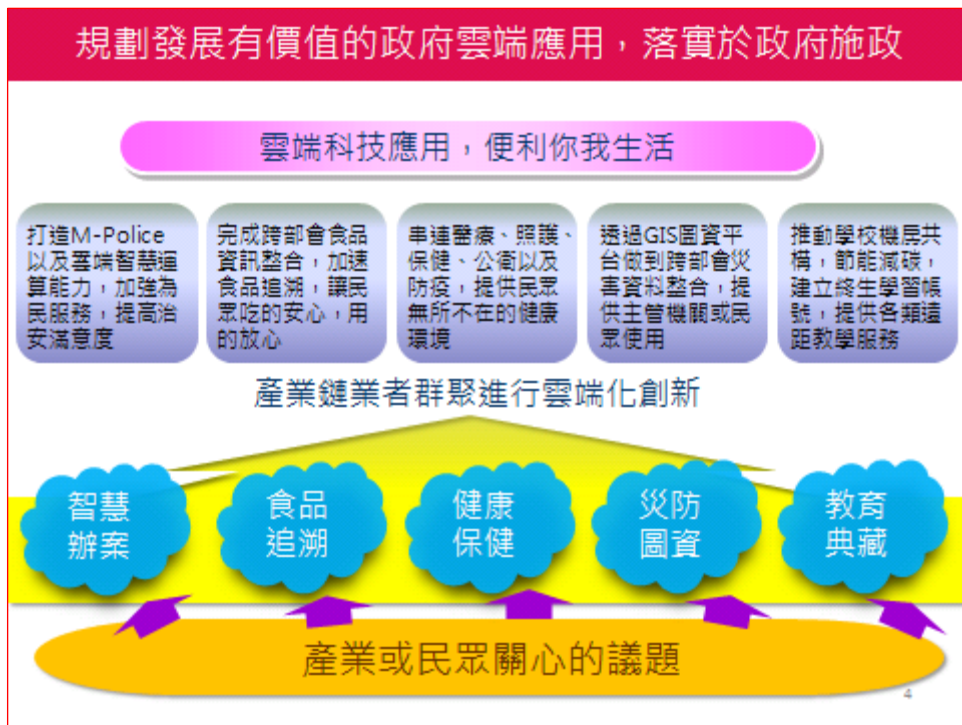 規劃發展有價值的政府雲端應用，落實於政府施政
雲端科技應用，便利你我生活
打造M-Police
以及雲端智慧運
算能力，加強為
民服務，提高治
安滿意度
完成跨部會食品
資訊整合，加速
食品追溯，讓民
眾吃的安心，用
的放心
串連醫療、照護、
保健、公衛以及
防疫，提供民眾
無所不在的健康
環境
透過GIS圖資平
台做到跨部會災
害資料整合，提
供主管機關或民
眾使用
推動學校機房共
構，節能減碳，
建立終生學習帳
號，提供各類遠
距教學服務
產業鏈業者群聚進行雲端化創新
智慧
辦案
食品
追溯
健康
保健
災防
圖資
教育
典藏
產業或民眾關心的議題
4